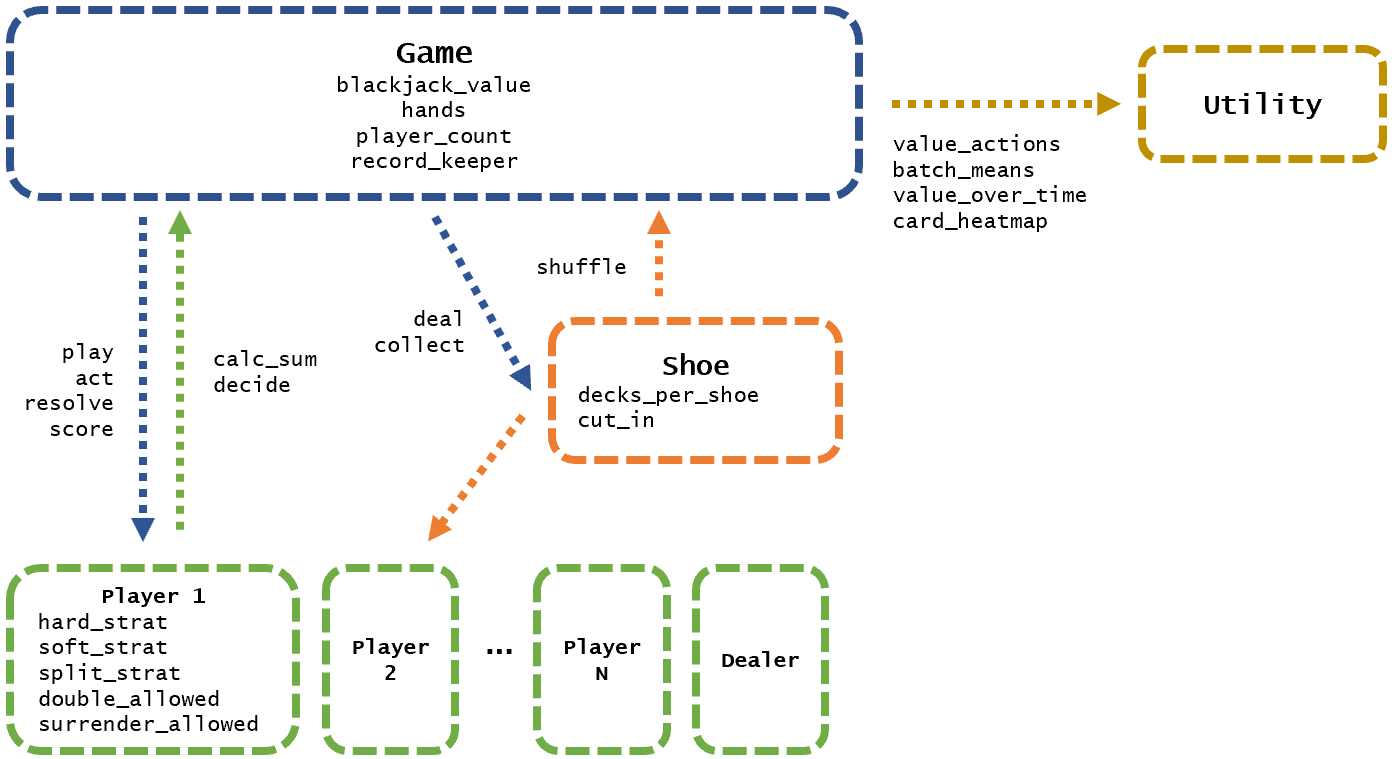 Game
blackjack_value
hands
player_count
record_keeper
Utility
value_actions
batch_means
value_over_time
card_heatmap
shuffle
deal
collect
play
act
resolve
score
calc_sum
decide
Shoe
decks_per_shoe
cut_in
Player 1
hard_strat
soft_strat
split_strat
double_allowed
surrender_allowed
Player
2
...
Player
N
Dealer